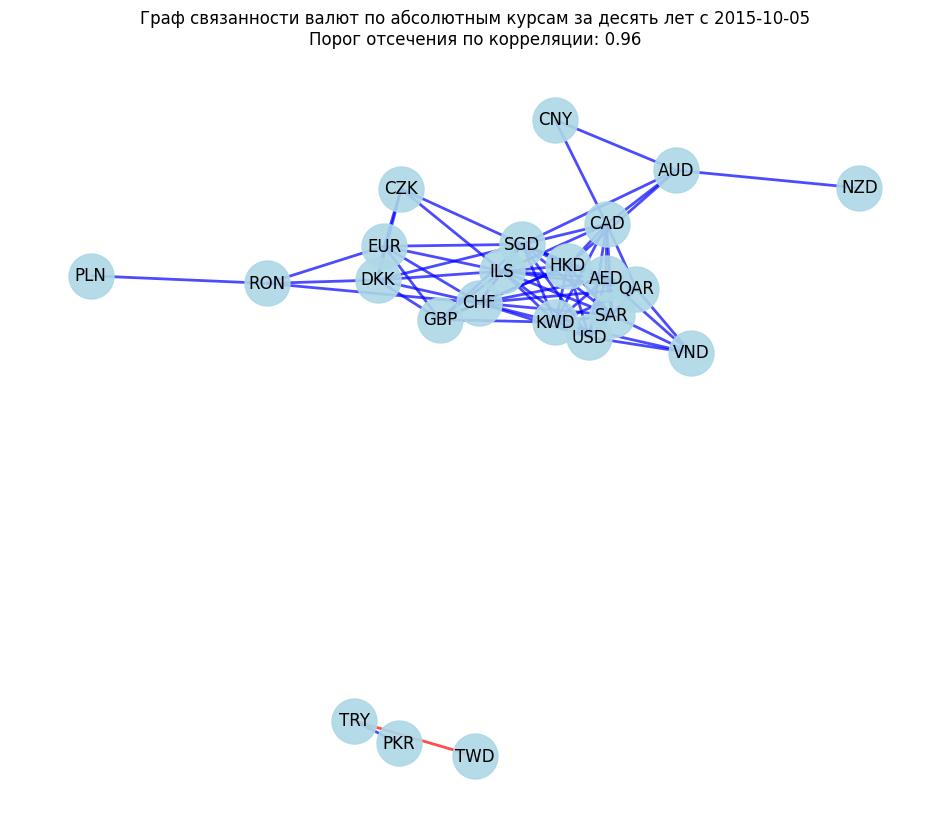 Граф связанности валют по абсолютным курсам за десять лет с 2015-10-05
Порог отсечения по корреляции: 0.96
CNY
AUD
NZD
CZK
CAD
EUR
SGD
HKD
ILS
PLN
RON
DKK
AED
QAR
CHF
GBP
KWD
SAR
USD
VND
TRY
PKR
TWD